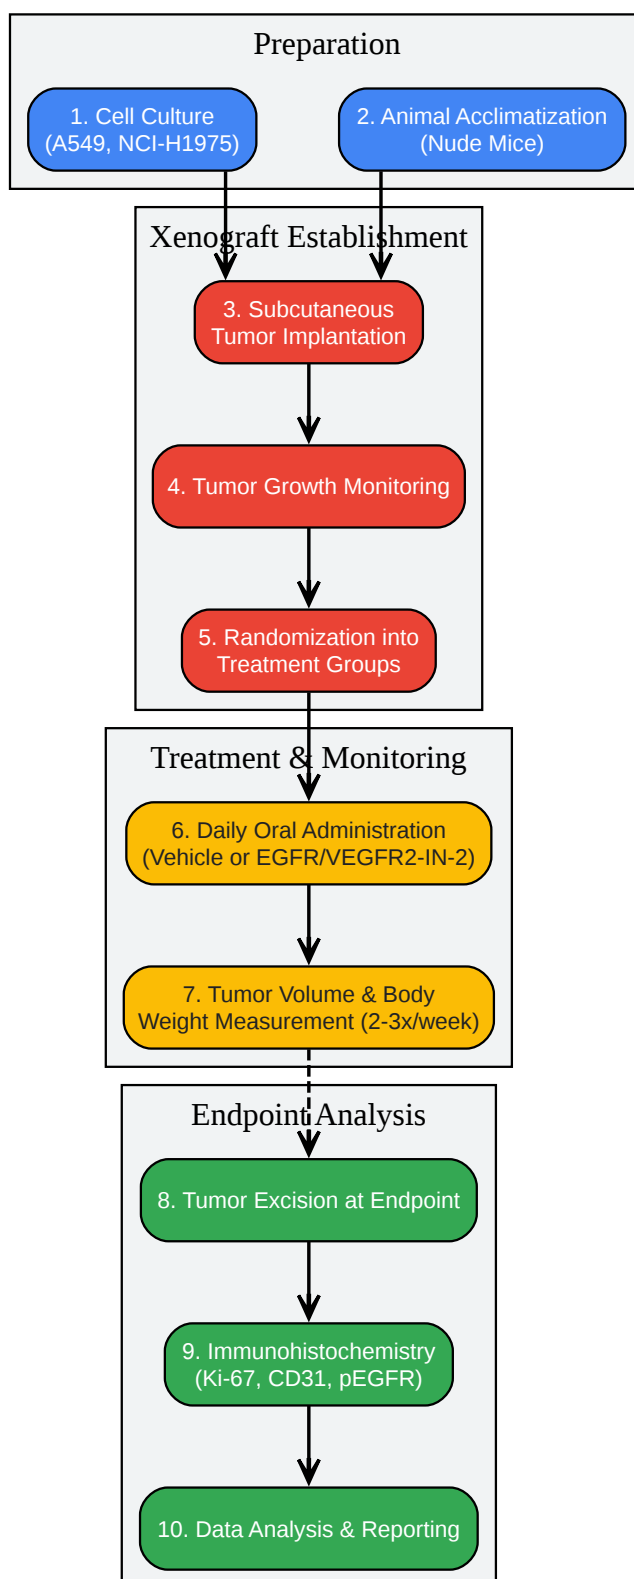 Preparation
1. Cell Culture
(A549, NCI-H1975)
2. Animal Acclimatization
(Nude Mice)
Xenograft Establishment
3. Subcutaneous
Tumor Implantation
4. Tumor Growth Monitoring
5. Randomization into
Treatment Groups
Treatment & Monitoring
6. Daily Oral Administration
(Vehicle or EGFR/VEGFR2-IN-2)
7. Tumor Volume & Body
Weight Measurement (2-3x/week)
Endpoint Analysis
8. Tumor Excision at Endpoint
9. Immunohistochemistry
(Ki-67, CD31, pEGFR)
10. Data Analysis & Reporting